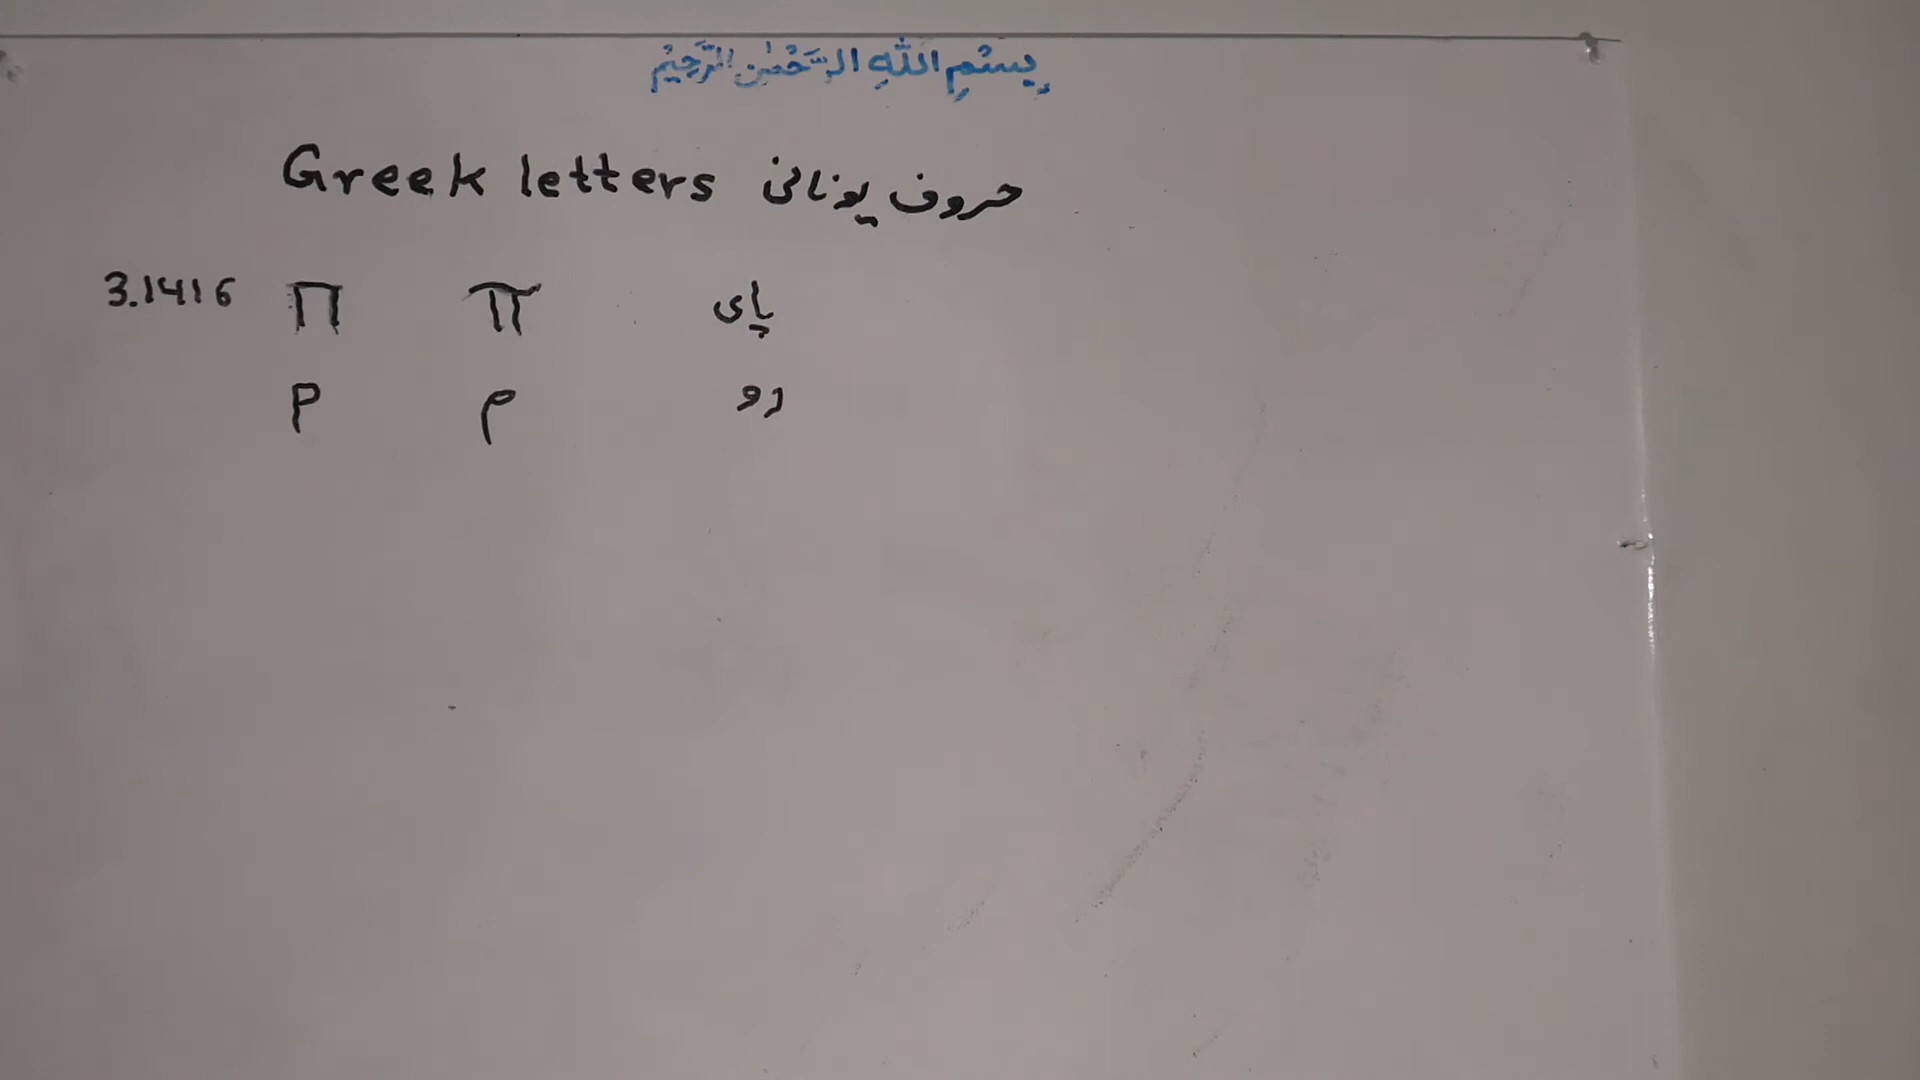 بِسْمِ اللّٰهِ الرَّحْمٰنِ الرَّحِيْمِ
Greek letters حروف یونانی
3.1416 Π π پای
Ρ ρ رو